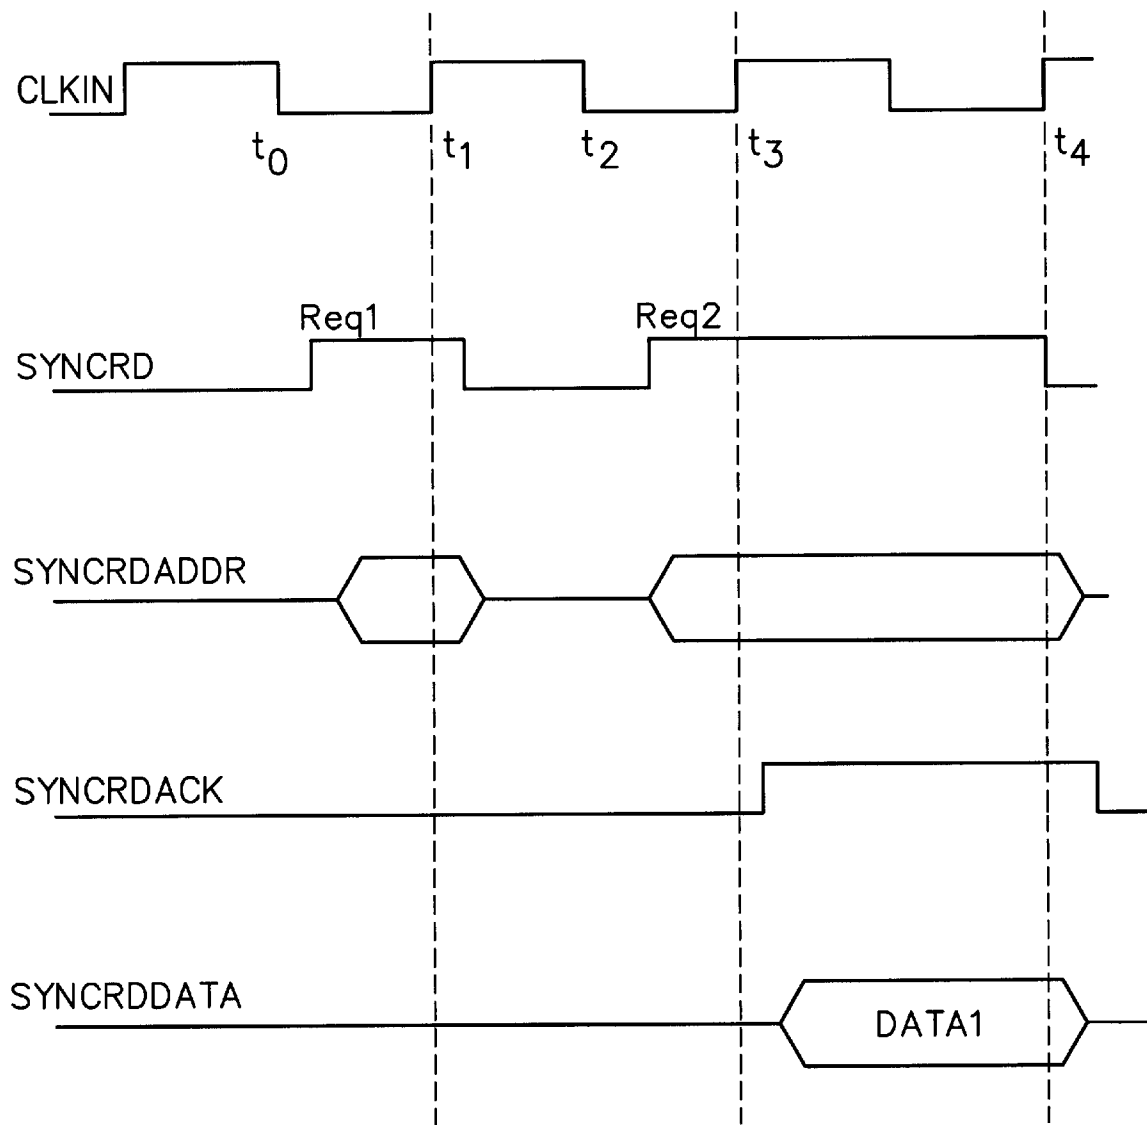 CLKIN
t0 t1 t2 t3 t4
Req1 Req2
SYNCRD
SYNCRDADDR
SYNCRDACK
SYNCRDDATA
DATA1